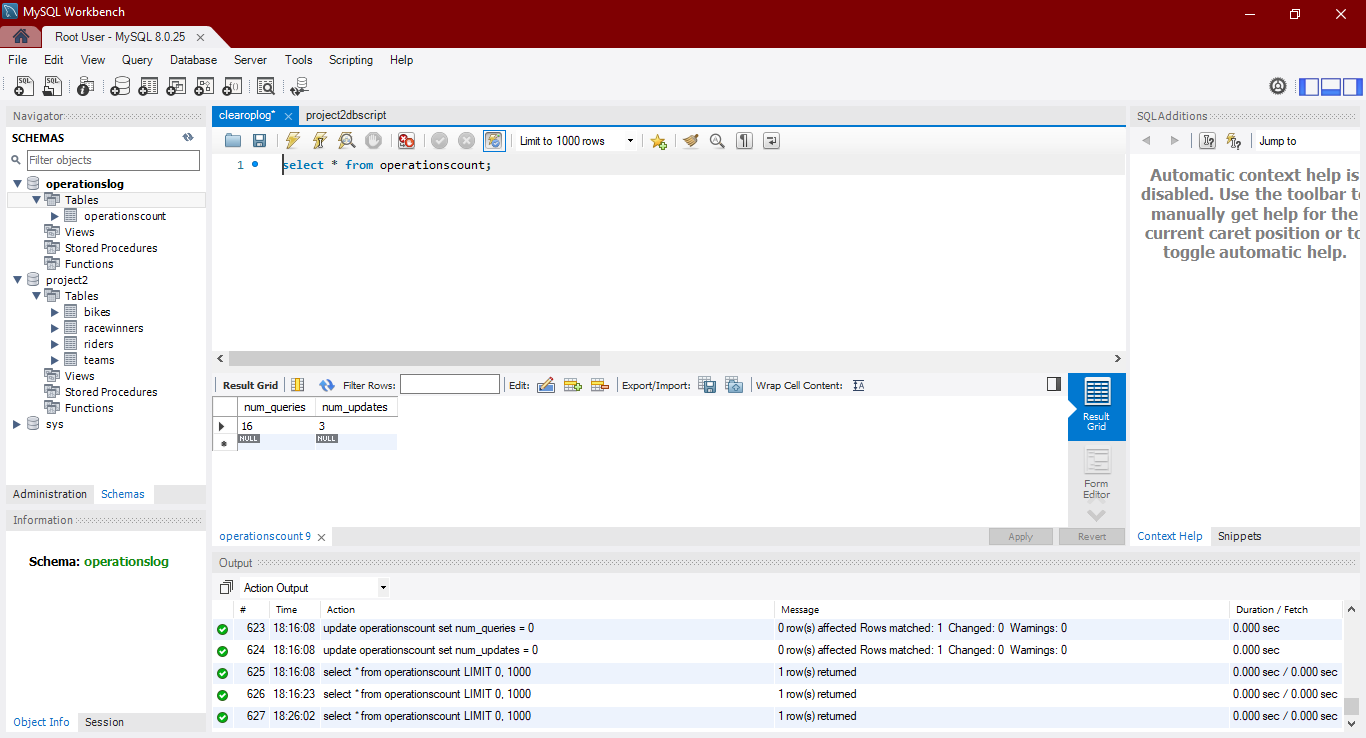 MySQL Workbench
Root User - MySQL 8.0.25
File Edit View Query Database Server Tools Scripting Help
Navigator
SCHEMAS
Filter objects
operationslog
Tables
operationscount
Views
Stored Procedures
Functions
project2
Tables
bikes
racewinners
riders
teams
Views
Stored Procedures
Functions
sys
Administration Schemas
Information
Schema: operationslog
Object Info Session
clearoplog* project2dbscript
Limit to 1000 rows
1 select * from operationscount;
Result Grid Filter Rows: Edit: Export/Import: Wrap Cell Content:
num_queries num_updates
16 3
NULL NULL
Result
Grid
Form
Editor
operationscount 9 Apply Revert
SQLAdditions
Jump to
Automatic context help is
disabled. Use the toolbar to
manually get help for the
current caret position or to
toggle automatic help.
Context Help Snippets
Output
Action Output
# Time Action Message Duration / Fetch
623 18:16:08 update operationscount set num_queries = 0 0 row(s) affected Rows matched: 1 Changed: 0 Warnings: 0 0.000 sec
624 18:16:08 update operationscount set num_updates = 0 0 row(s) affected Rows matched: 1 Changed: 0 Warnings: 0 0.000 sec
625 18:16:08 select * from operationscount LIMIT 0, 1000 1 row(s) returned 0.000 sec / 0.000 sec
626 18:16:23 select * from operationscount LIMIT 0, 1000 1 row(s) returned 0.000 sec / 0.000 sec
627 18:26:02 select * from operationscount LIMIT 0, 1000 1 row(s) returned 0.000 sec / 0.000 sec